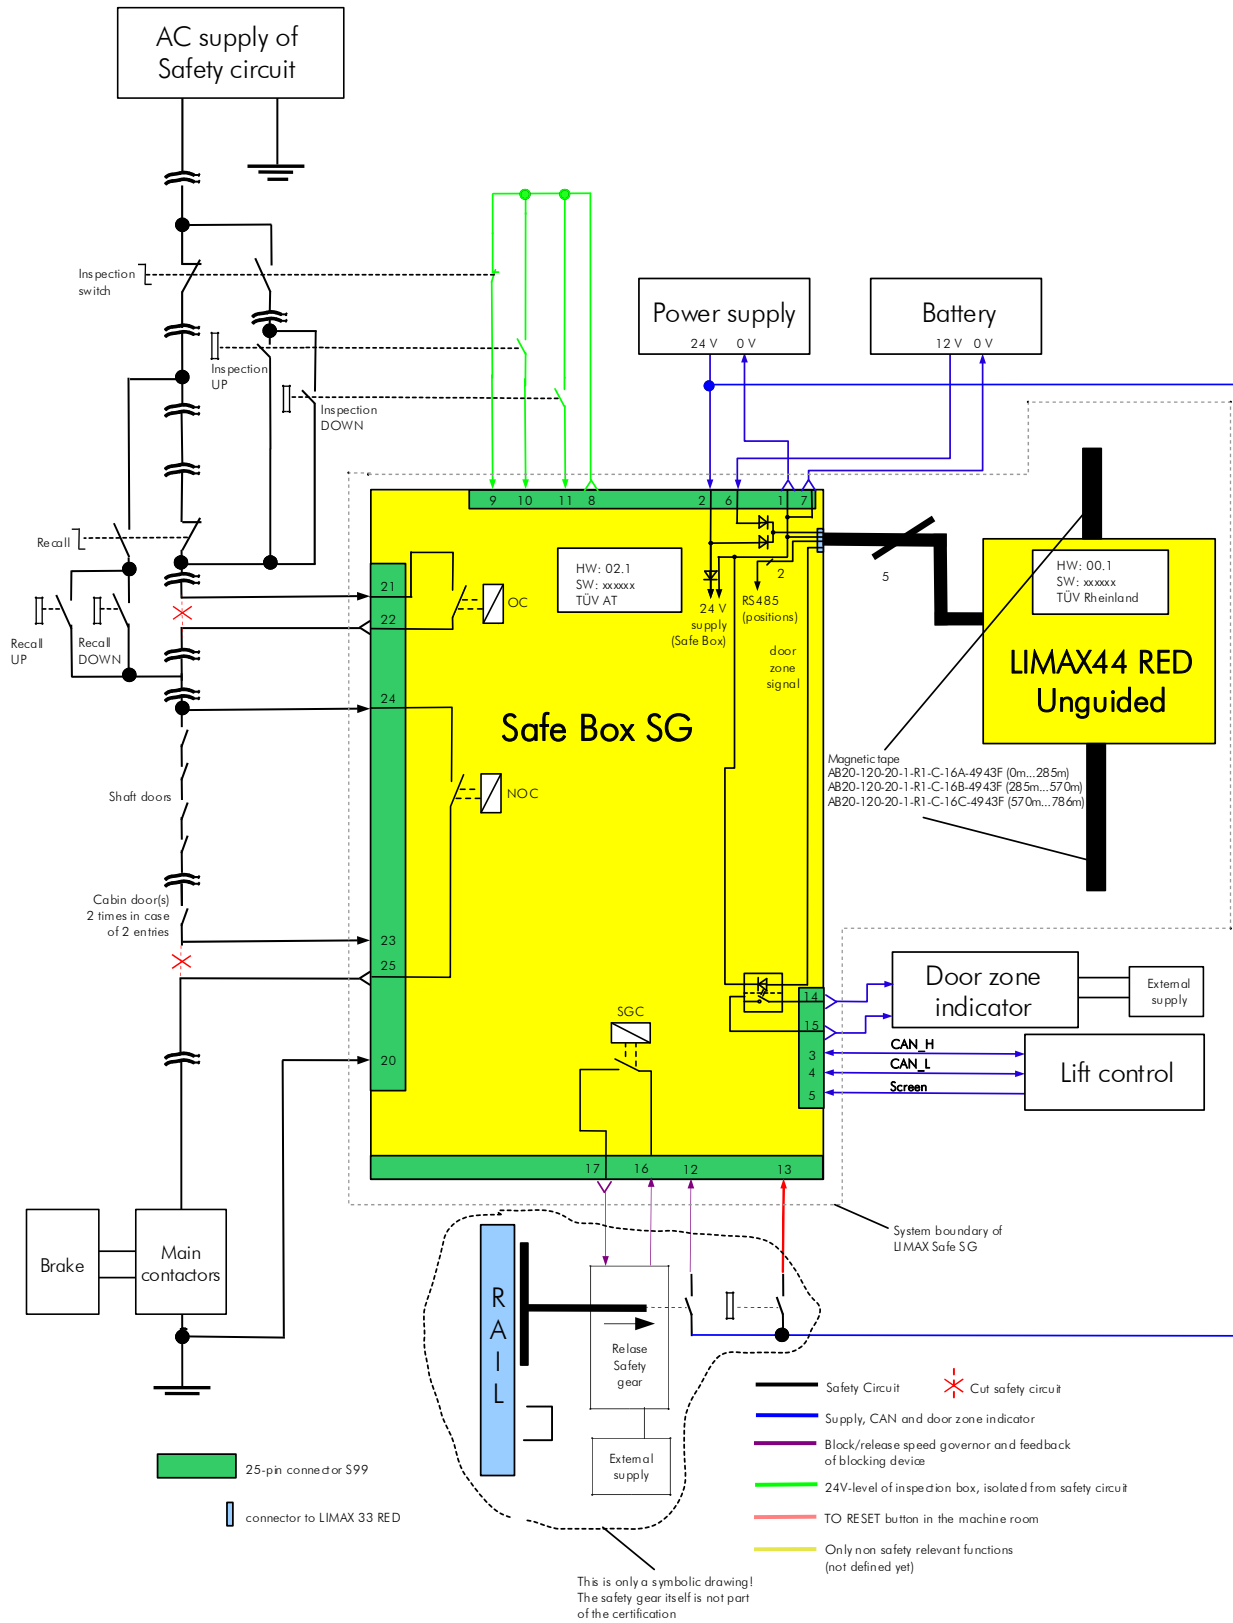 AC supply of
Safety circuit
Inspection
switch
Inspection
UP
Inspection
DOWN
Power supply
24 V 0 V
Battery
12 V 0 V
9 10 11 8 2 6 1 7
Recall
Recall
UP
Recall
DOWN
21
22
24
23
25
20
OC
NOC
HW: 02.1
SW: xxxxxx
TÜV AT
24 V
supply
(Safe Box)
RS485
(positions)
2
door
zone
signal
5
HW: 00.1
SW: xxxxxx
TÜV Rheinland
LIMAX44 RED
Unguided
Safe Box SG
Magnetic tape
AB20-120-20-1-R1-C-16A-4943F (0m...285m)
AB20-120-20-1-R1-C-16B-4943F (285m...570m)
AB20-120-20-1-R1-C-16C-4943F (570m...786m)
Shaft doors
Cabin door(s)
2 times in case
of 2 entries
SGC
14
15
3
4
5
Door zone
indicator
External
supply
CAN_H
CAN_L
Screen
Lift control
17 16 12 13
System boundary of
LIMAX Safe SG
Brake
Main
contactors
RAIL
Relase
Safety
gear
External
supply
Safety Circuit
Cut safety circuit
Supply, CAN and door zone indicator
Block/release speed governor and feedback
of blocking device
24V-level of inspection box, isolated from safety circuit
TO RESET button in the machine room
Only non safety relevant functions
(not defined yet)
25-pin connector S99
connector to LIMAX 33 RED
This is only a symbolic drawing!
The safety gear itself is not part
of the certification